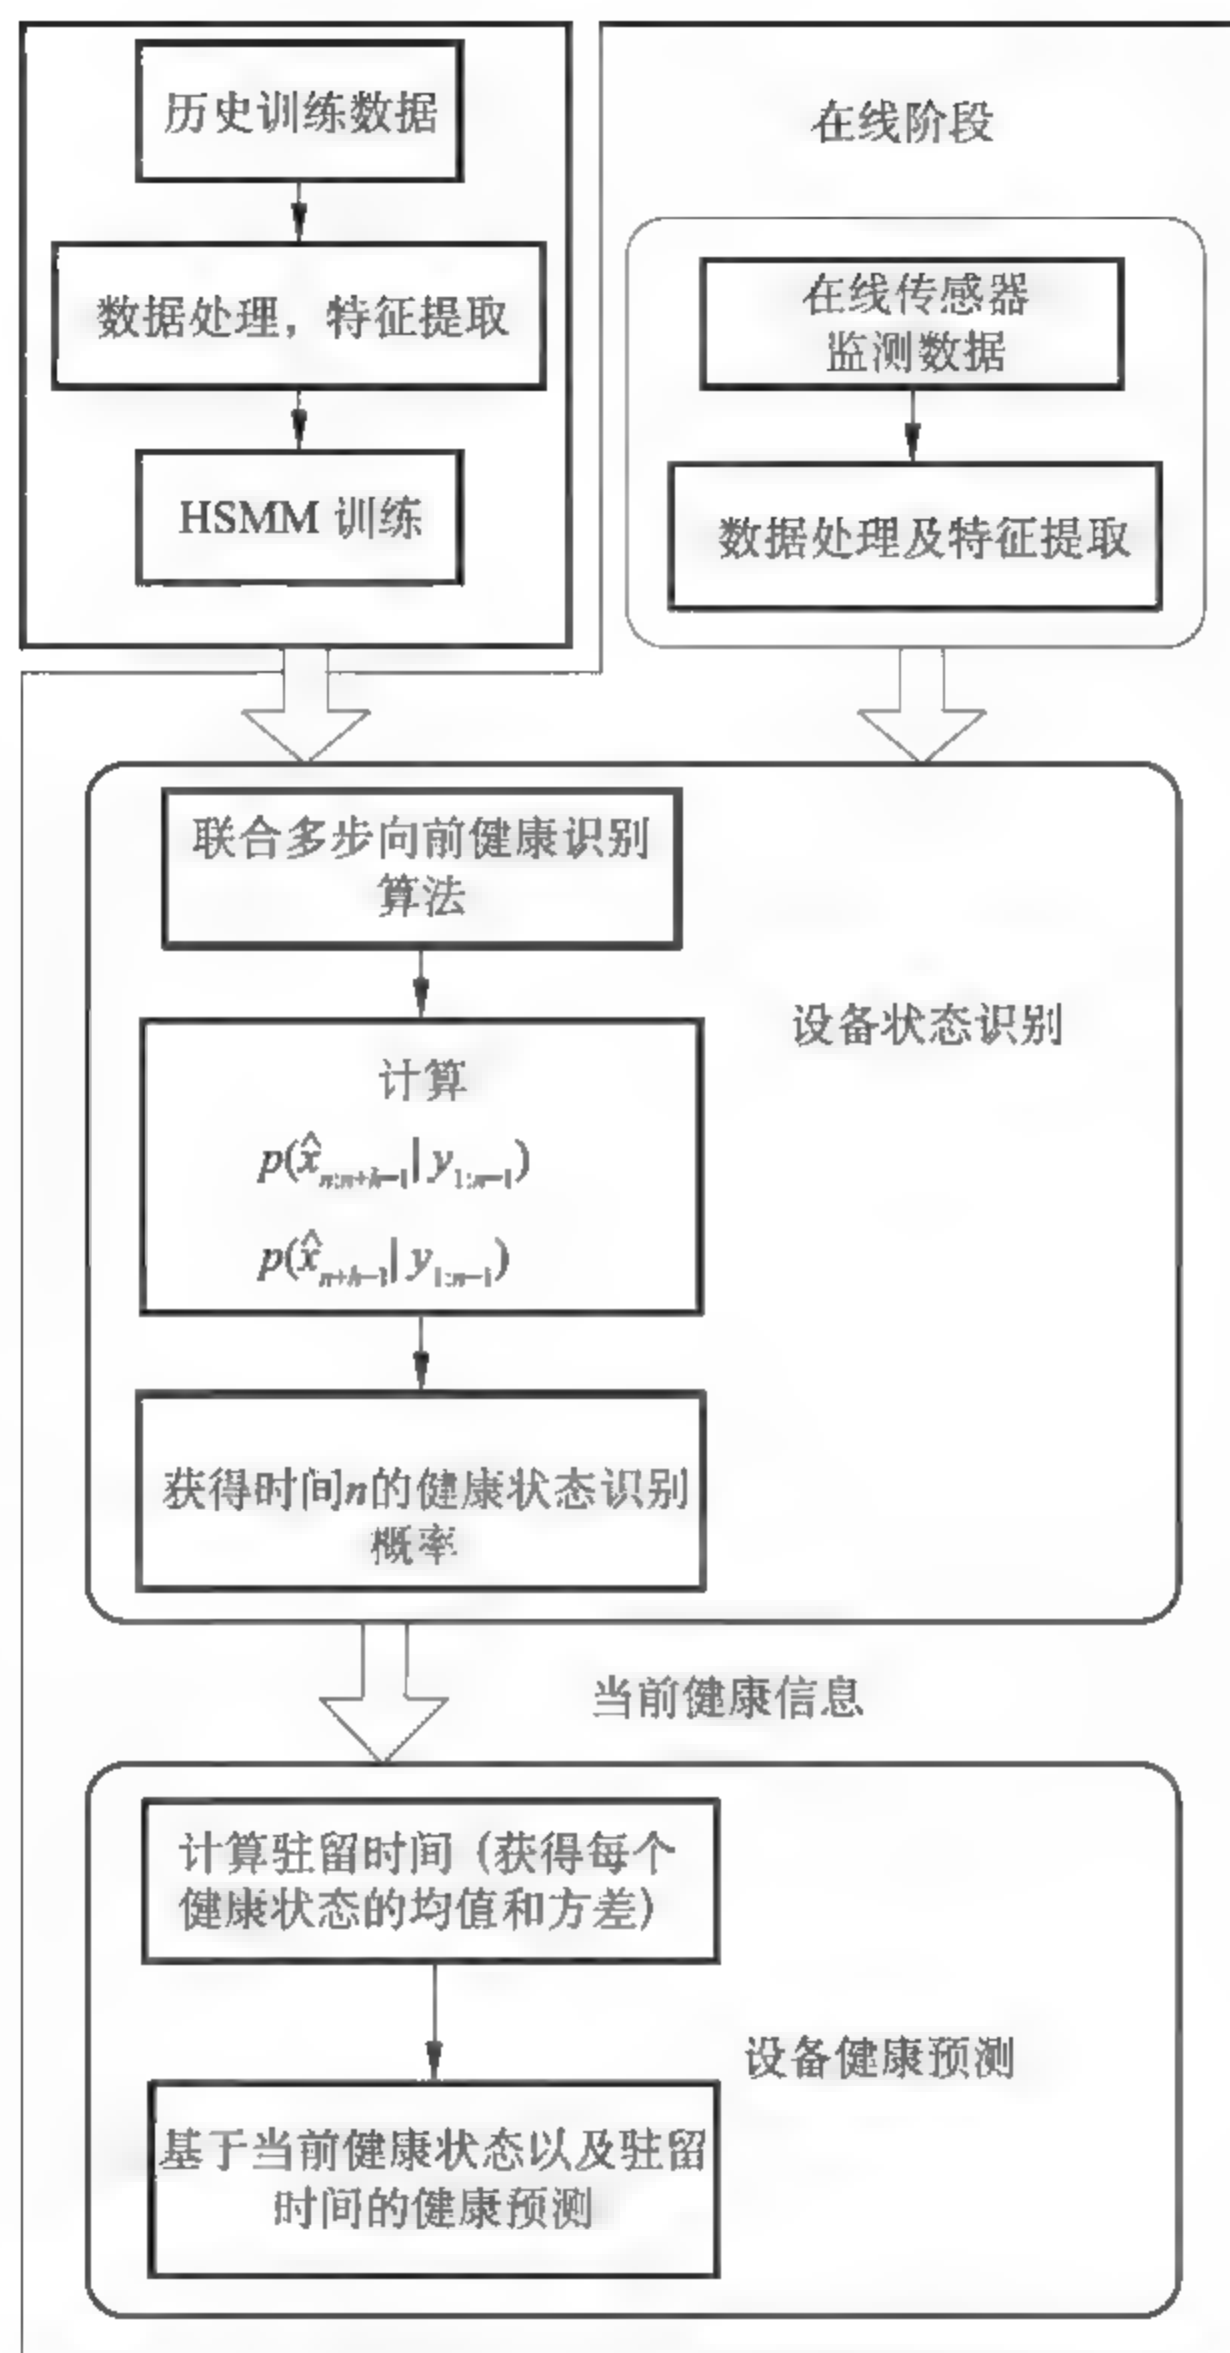 历史训练数据
数据处理，特征提取
HSMM 训练
在线阶段
在线传感器
监测数据
数据处理及特征提取
联合多步向前健康识别
算法
计算
p(x̂ₙ:ₙ₊ₕ₋₁| y₁:ₙ₋₁)
p(x̂ₙ₊ₕ₋₁| y₁:ₙ₋₁)
获得时间n的健康状态识别
概率
设备状态识别
当前健康信息
计算驻留时间（获得每个
健康状态的均值和方差）
基于当前健康状态以及驻留
时间的健康预测
设备健康预测